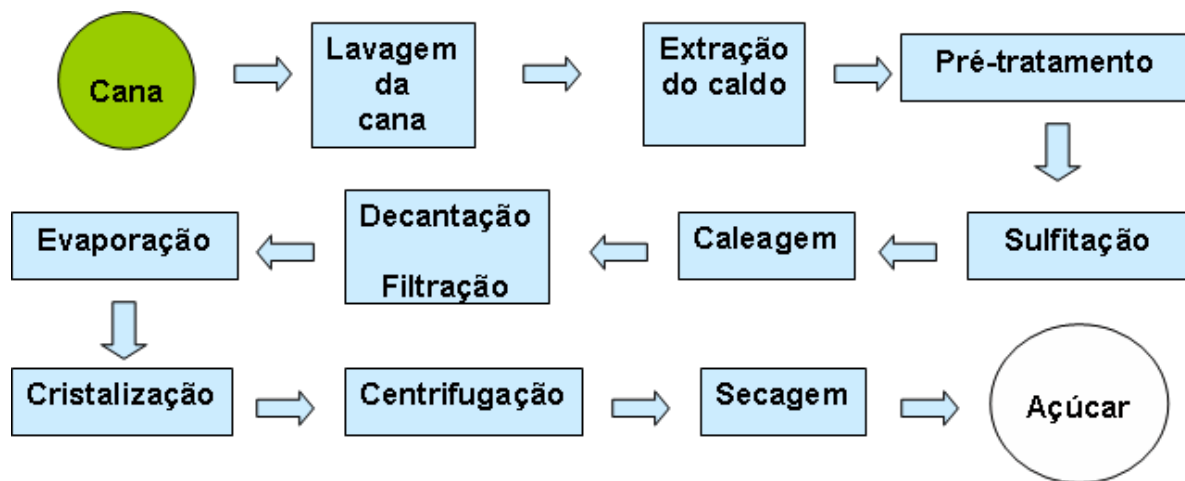 Cana
Lavagem
da
cana
Extração
do caldo
Pré-tratamento
Sulfitação
Caleagem
Decantação
Filtração
Evaporação
Cristalização
Centrifugação
Secagem
Açúcar